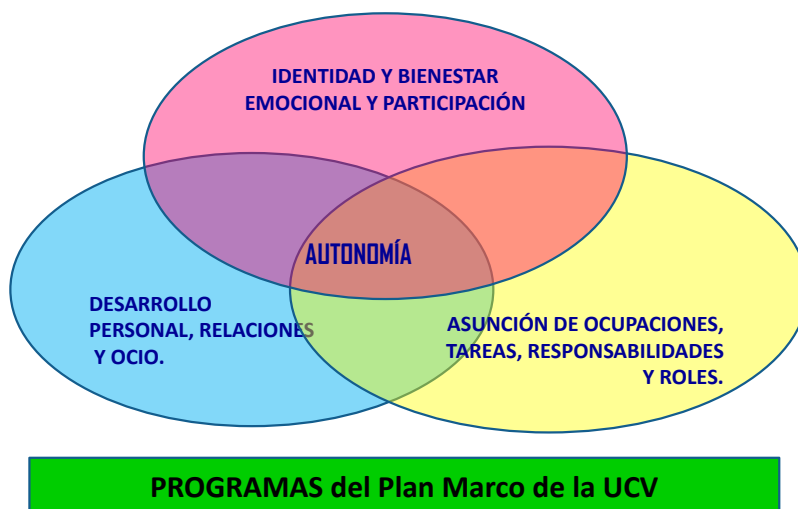 IDENTIDAD Y BIENESTAR
EMOCIONAL Y PARTICIPACIÓN
AUTONOMÍA
DESARROLLO
PERSONAL, RELACIONES
Y OCIO.
ASUNCIÓN DE OCUPACIONES,
TAREAS, RESPONSABILIDADES
Y ROLES.
PROGRAMAS del Plan Marco de la UCV